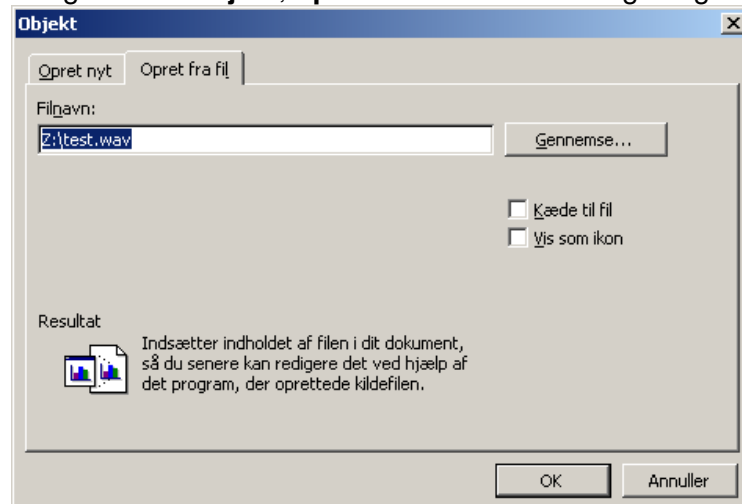 Objekt
Opret nyt
Opret fra fil
Filnavn:
Z:\test.wav
Gennemse...
Kæde til fil
Vis som ikon
Resultat
Indsætter indholdet af filen i dit dokument,
så du senere kan redigere det ved hjælp af
det program, der oprettede kildefilen.
OK
Annuller